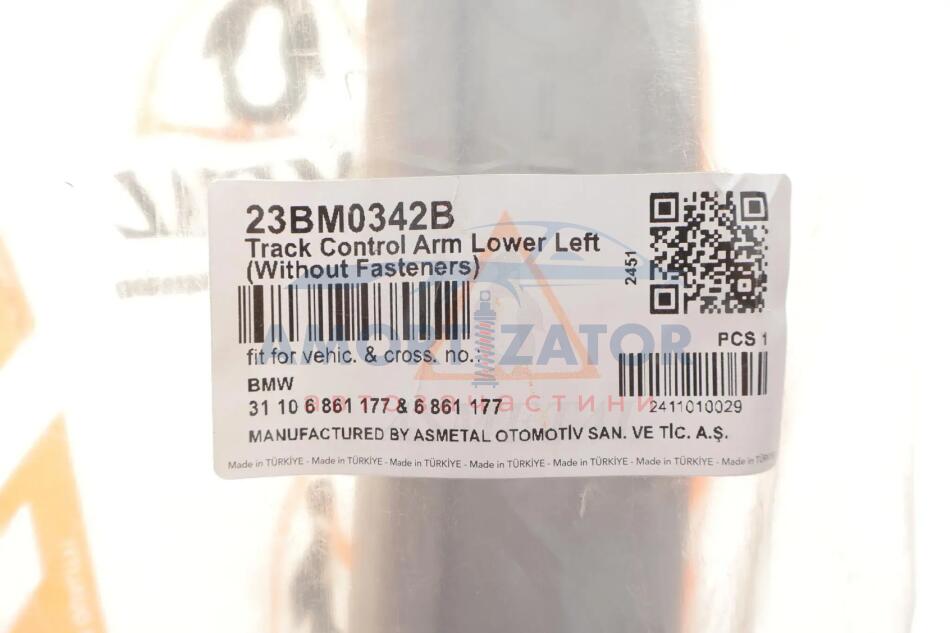 23BM0342B
Track Control Arm Lower Left
(Without Fasteners)
2451
AMORTIZATOR
PCS 1
fit for vehic. & cross. no.:
BMW
31 10 6 861 177 & 6 861 177
автозапчастини
2411010029
MANUFACTURED BY ASMETAL OTOMOTİV SAN. VE TİC. A.Ş.
Made in TÜRKİYE - Made in TÜRKİYE - Made in TÜRKİYE - Made in TÜRKİYE - Made in TÜRKİYE - Made in TÜRKİYE - Made in TÜRKİYE